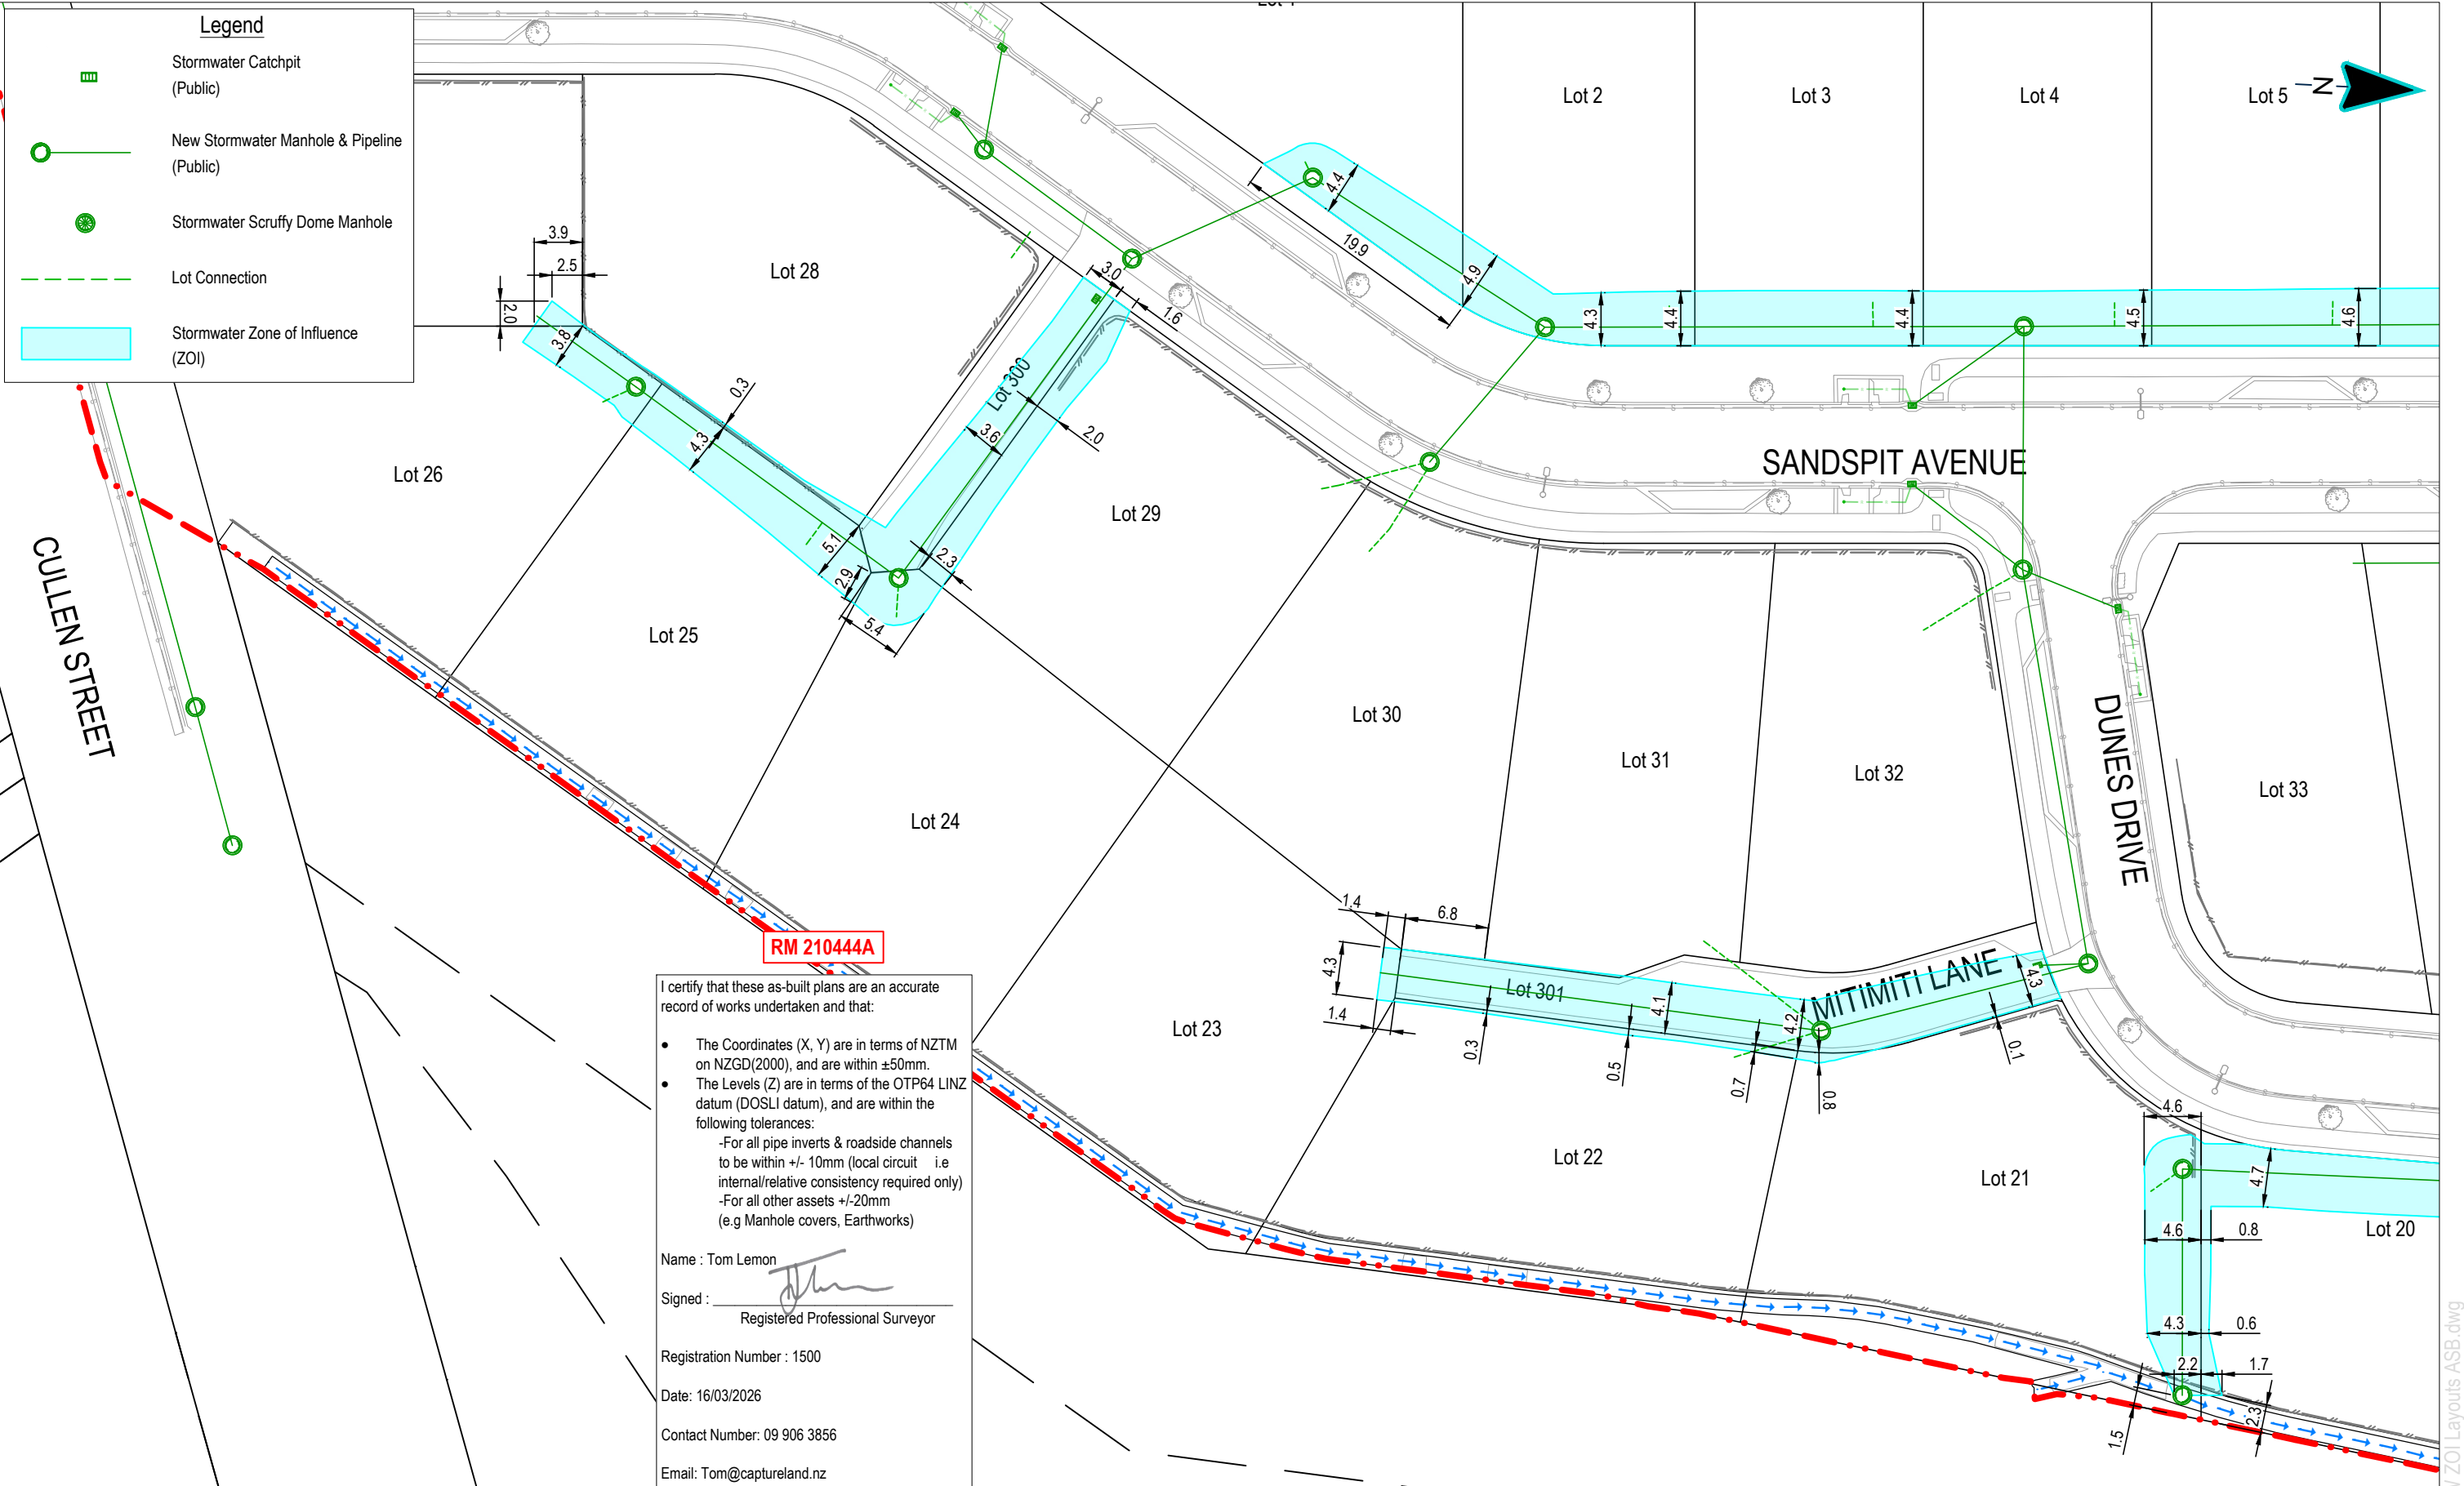 Legend
Stormwater Catchpit
(Public)
New Stormwater Manhole & Pipeline
(Public)
Stormwater Scruffy Dome Manhole
Lot Connection
Stormwater Zone of Influence
(ZOI)
Lot 2
Lot 3
Lot 4
Lot 5
N
4.4
19.9
4.9
4.3
4.4
4.4
4.5
4.6
3.9
2.5
2.0
3.8
Lot 28
3.0
1.6
0.3
4.3
Lot 300
3.6
2.0
Lot 26
Lot 29
SANDSPIT AVENUE
5.1
2.9
2.3
5.4
CULLEN STREET
Lot 25
Lot 30
Lot 31
Lot 32
DUNES DRIVE
Lot 33
Lot 24
1.4
6.8
4.3
Lot 301
4.1
4.2
MITIMITI LANE
4.3
1.4
0.3
0.5
0.7
0.8
0.1
Lot 23
Lot 22
Lot 21
4.6
4.7
4.6
0.8
Lot 20
4.3
0.6
2.2
1.7
1.5
2.3
RM 210444A
I certify that these as-built plans are an accurate
record of works undertaken and that:
• The Coordinates (X, Y) are in terms of NZTM
on NZGD(2000), and are within ±50mm.
• The Levels (Z) are in terms of the OTP64 LINZ
datum (DOSLI datum), and are within the
following tolerances:
-For all pipe inverts & roadside channels
to be within +/- 10mm (local circuit i.e
internal/relative consistency required only)
-For all other assets +/-20mm
(e.g Manhole covers, Earthworks)
Name : Tom Lemon
Signed :
Registered Professional Surveyor
Registration Number : 1500
Date: 16/03/2026
Contact Number: 09 906 3856
Email: Tom@captureland.nz
ZOI Layouts ASB.dwg